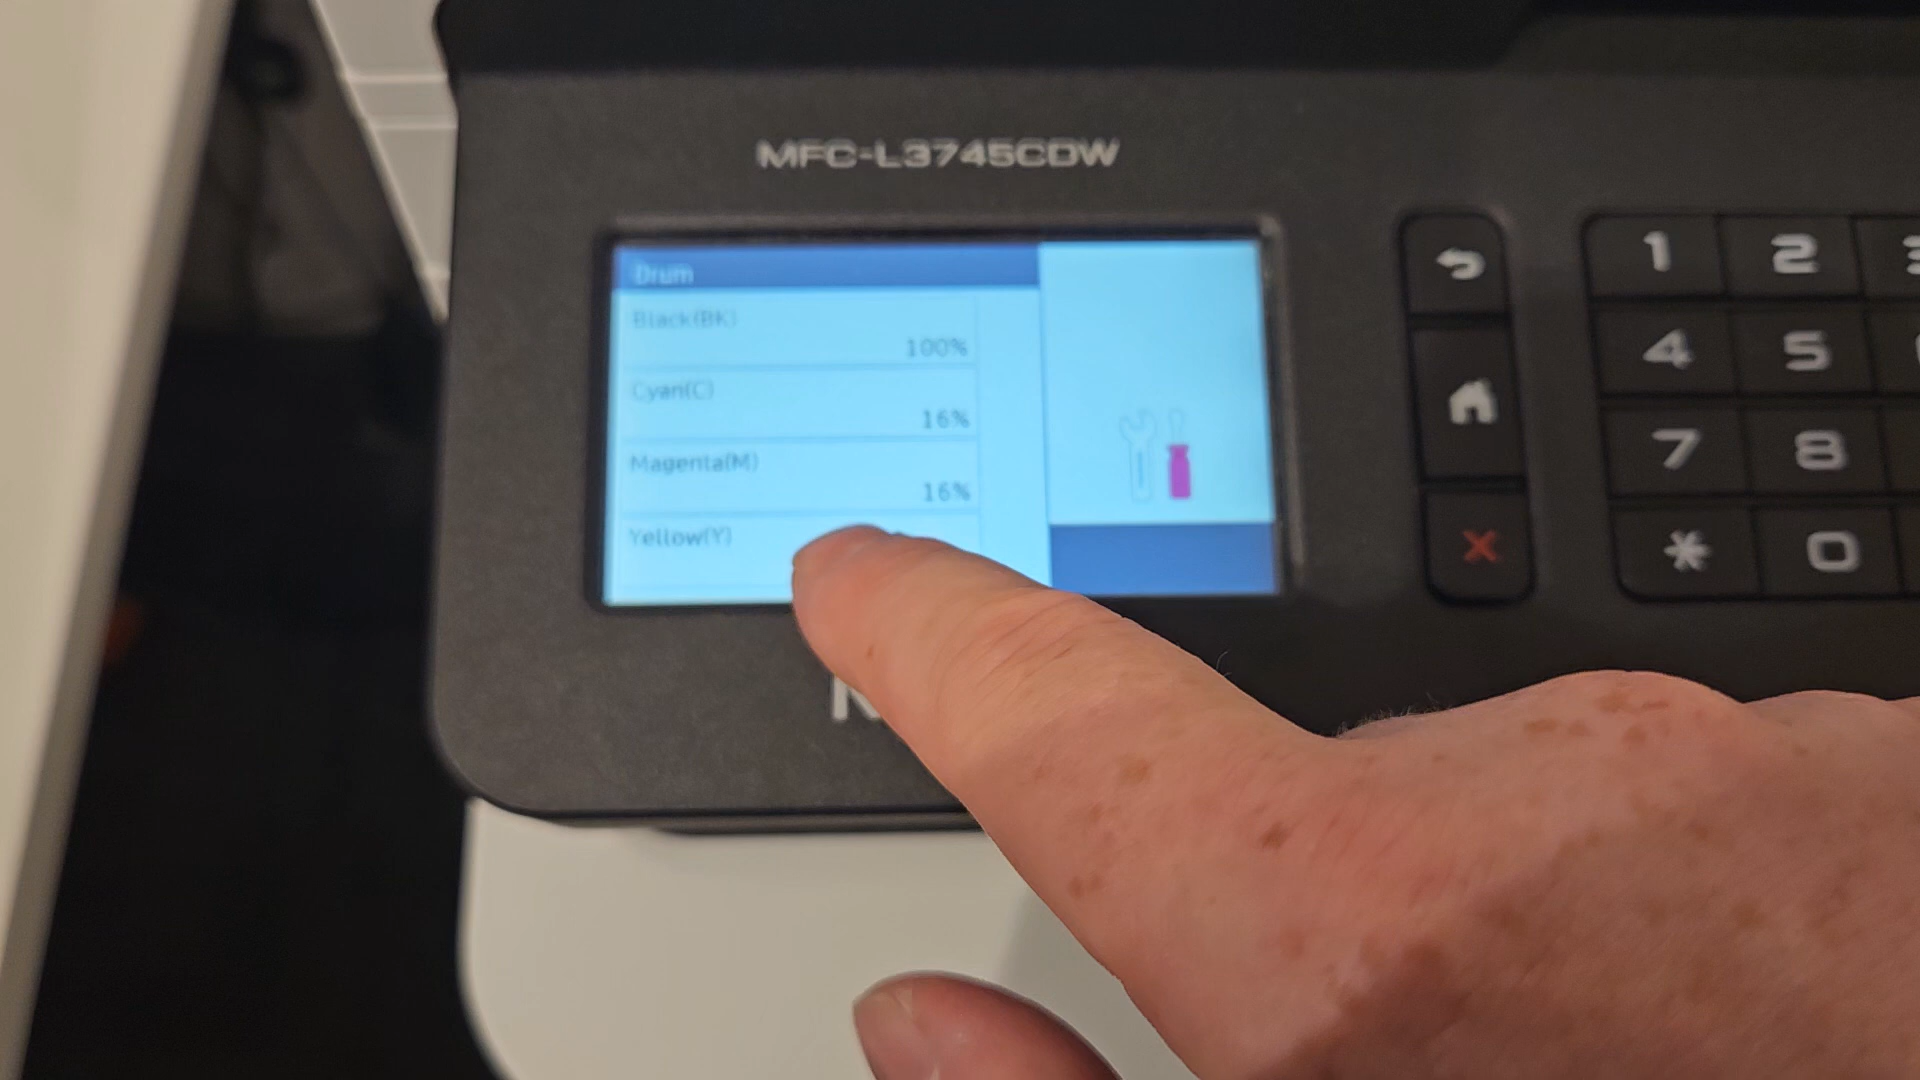 MFC-L3745CDW
Drum
Black(BK)
100%
Cyan(C)
16%
Magenta(M)
16%
Yellow(Y)
1 2
4 5
7 8
* 0